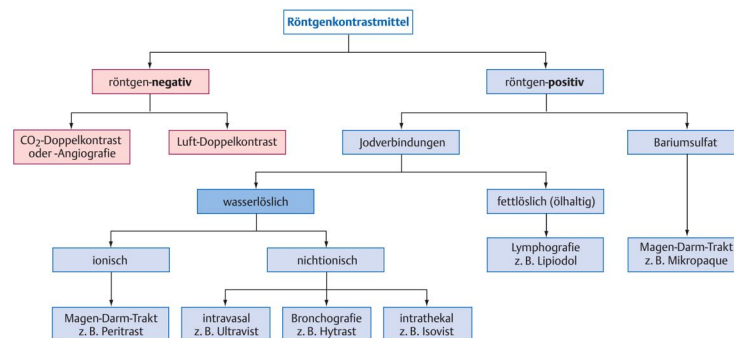 Röntgenkontrastmittel
röntgen-negativ
röntgen-positiv
CO₂-Doppelkontrast
oder -Angiografie
Luft-Doppelkontrast
Jodverbindungen
Bariumsulfat
wasserlöslich
fettlöslich (ölhaltig)
ionisch
nichtionisch
Lymphografie
z. B. Lipiodol
Magen-Darm-Trakt
z. B. Mikropaque
Magen-Darm-Trakt
z. B. Peritrast
intravasal
z. B. Ultravist
Bronchografie
z. B. Hytrast
intrathekal
z. B. Isovist